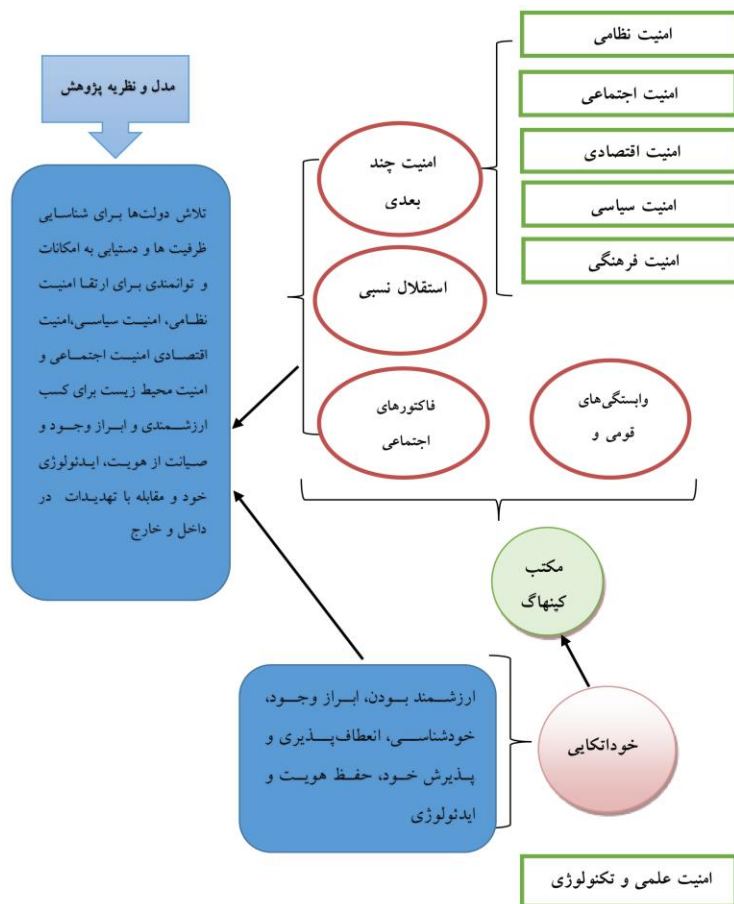 امنیت نظامی
امنیت اجتماعی
امنیت اقتصادی
امنیت سیاسی
امنیت فرهنگی
امنیت چند
بعدی
استقلال نسبی
فاکتورهای
اجتماعی
وابستگی‌های
قومی و
مدل و نظریه پژوهش
تلاش دولت‌ها برای شناسایی
ظرفیت ها و دستیابی به امکانات
و توانمندی برای ارتقا امنیت
نظامی، امنیت سیاسی،امنیت
اقتصادی امنیت اجتماعی و
امنیت محیط زیست برای کسب
ارزشمندی و ابراز وجود و
صیانت از هویت، ایدئولوژی
خود و مقابله با تهدیدات در
داخل و خارج
مکتب
کینهاگ
خوداتکایی
ارزشمند بودن، ابراز وجود،
خودشناسی، انعطاف‌پذیری و
پذیرش خود، حفظ هویت و
ایدئولوژی
امنیت علمی و تکنولوژی